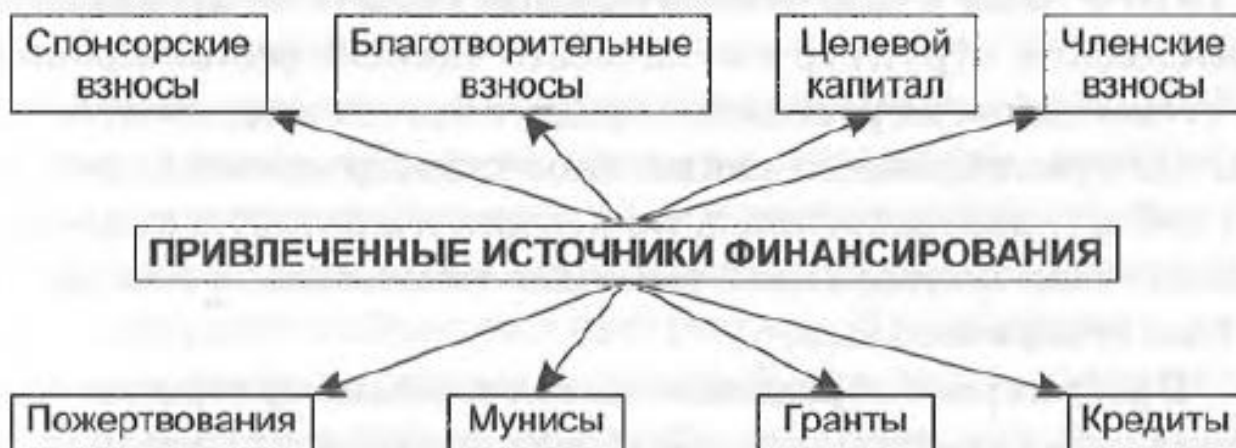 Спонсорские взносы
Благотворительные взносы
Целевой капитал
Членские взносы
ПРИВЛЕЧЕННЫЕ ИСТОЧНИКИ ФИНАНСИРОВАНИЯ
Пожертвования
Мунисы
Гранты
Кредиты